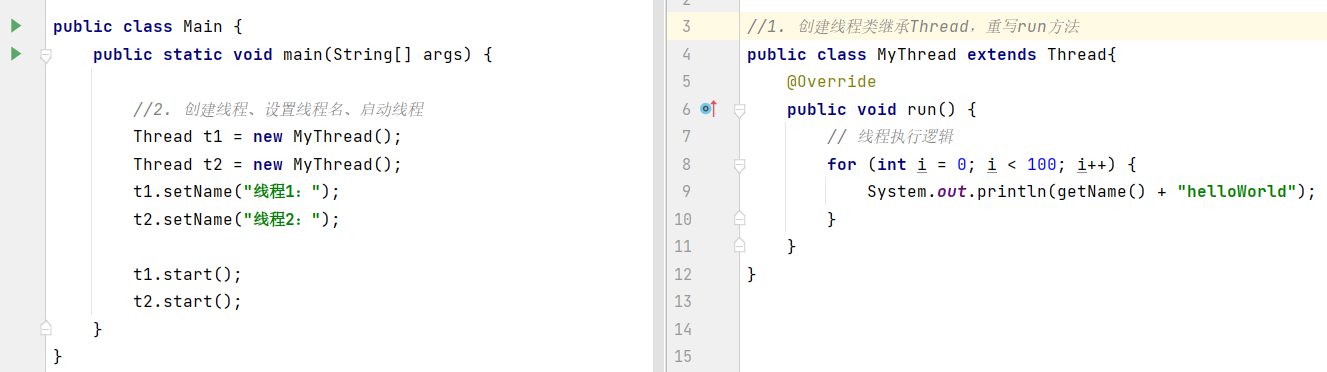 public class Main {
    public static void main(String[] args) {
        //2. 创建线程、设置线程名、启动线程
        Thread t1 = new MyThread();
        Thread t2 = new MyThread();
        t1.setName("线程1：");
        t2.setName("线程2：");
        t1.start();
        t2.start();
    }
}
2
3 //1. 创建线程类继承Thread，重写run方法
4 public class MyThread extends Thread{
5     @Override
6     public void run() {
7         // 线程执行逻辑
8         for (int i = 0; i < 100; i++) {
9             System.out.println(getName() + "helloWorld");
10         }
11     }
12 }
13
14
15